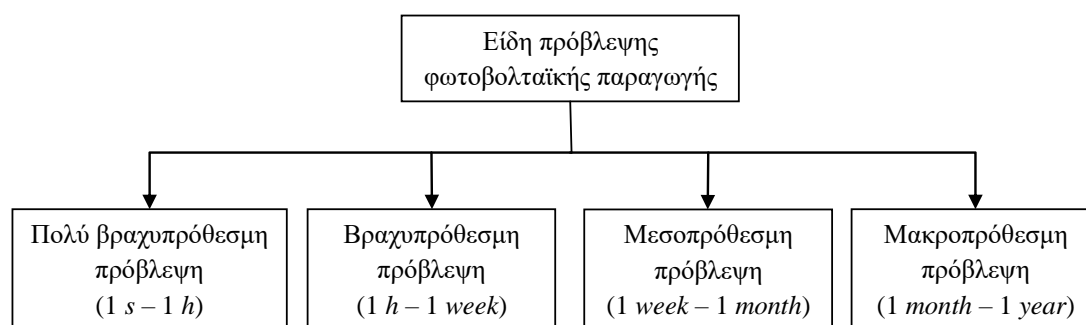 Είδη πρόβλεψης
φωτοβολταϊκής παραγωγής
Πολύ βραχυπρόθεσμη
πρόβλεψη
(1 s – 1 h)
Βραχυπρόθεσμη
πρόβλεψη
(1 h – 1 week)
Μεσοπρόθεσμη
πρόβλεψη
(1 week – 1 month)
Μακροπρόθεσμη
πρόβλεψη
(1 month – 1 year)